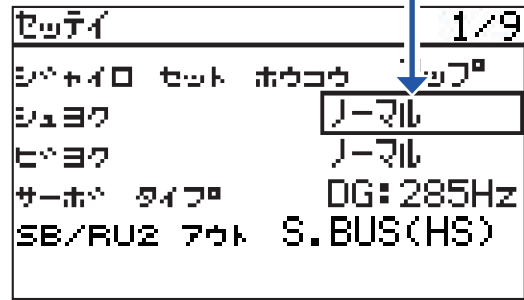 セッテイ 1/9
ジャイロ セット ホウコウ ップ
シュヨク ノーマル
ビヨク ノーマル
サーボ タイプ DG:285Hz
SB/RU2 アウト S.BUS(HS)